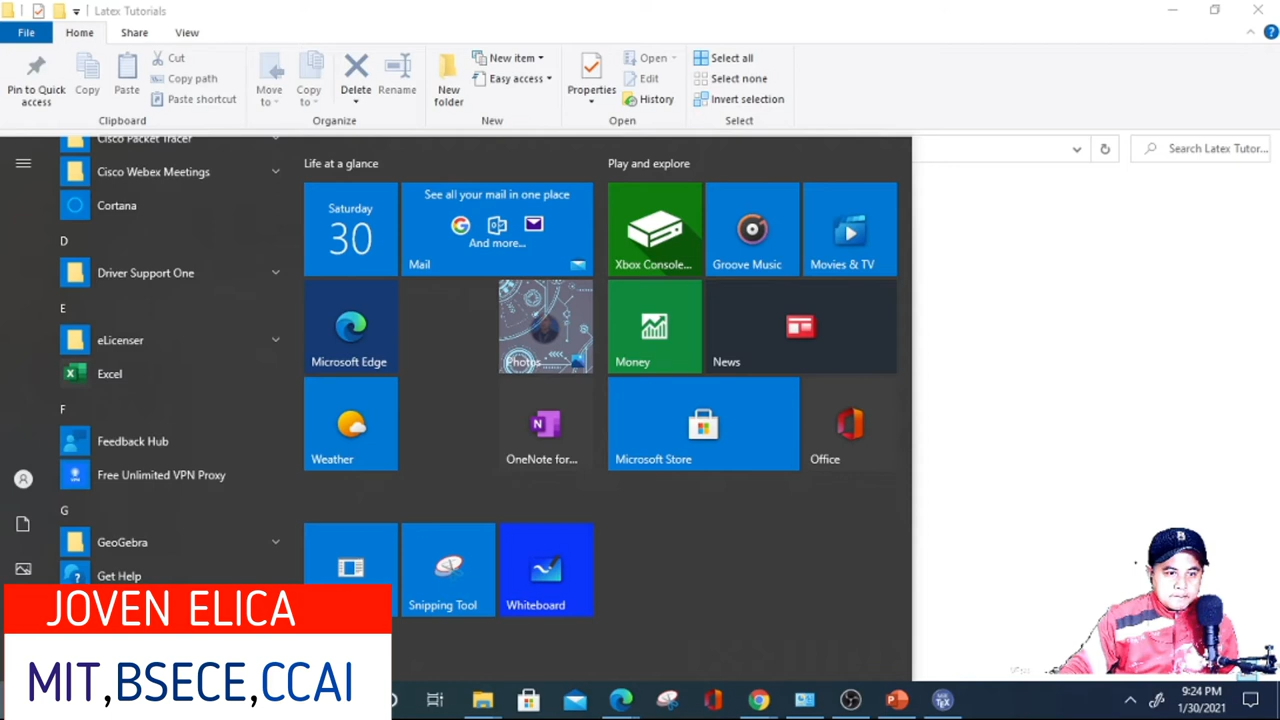 Latex Tutorials
File
Home
Share
View
Pin to Quick access
Copy
Paste
Cut
Copy path
Paste shortcut
Clipboard
Move to
Copy to
Delete
Rename
Organize
New folder
New item
Easy access
New
Properties
Open
Edit
History
Open
Select all
Select none
Invert selection
Select
Search Latex Tutor...
Cisco Packet Tracer
Cisco Webex Meetings
Cortana
D
Driver Support One
E
eLicenser
Excel
F
Feedback Hub
Free Unlimited VPN Proxy
G
GeoGebra
Get Help
Life at a glance
Saturday
30
See all your mail in one place
And more...
Mail
Microsoft Edge
Photos
Weather
OneNote for...
Snipping Tool
Whiteboard
Play and explore
Xbox Console...
Groove Music
Movies & TV
Money
News
Microsoft Store
Office
JOVEN ELICA
MIT,BSECE,CCAI
9:24 PM
1/30/2021